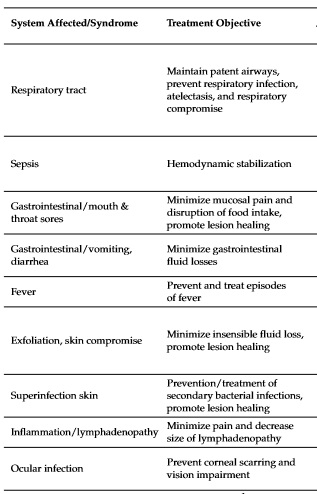 System Affected/Syndrome Treatment Objective
Respiratory tract Maintain patent airways,
prevent respiratory infection,
atelectasis, and respiratory
compromise
Sepsis Hemodynamic stabilization
Gastrointestinal/mouth & Minimize mucosal pain and
throat sores disruption of food intake,
promote lesion healing
Gastrointestinal/vomiting, Minimize gastrointestinal
diarrhea fluid losses
Fever Prevent and treat episodes
of fever
Exfoliation, skin compromise Minimize insensible fluid loss,
promote lesion healing
Superinfection skin Prevention/treatment of
secondary bacterial infections,
promote lesion healing
Inflammation/lymphadenopathy Minimize pain and decrease
size of lymphadenopathy
Ocular infection Prevent corneal scarring and
vision impairment